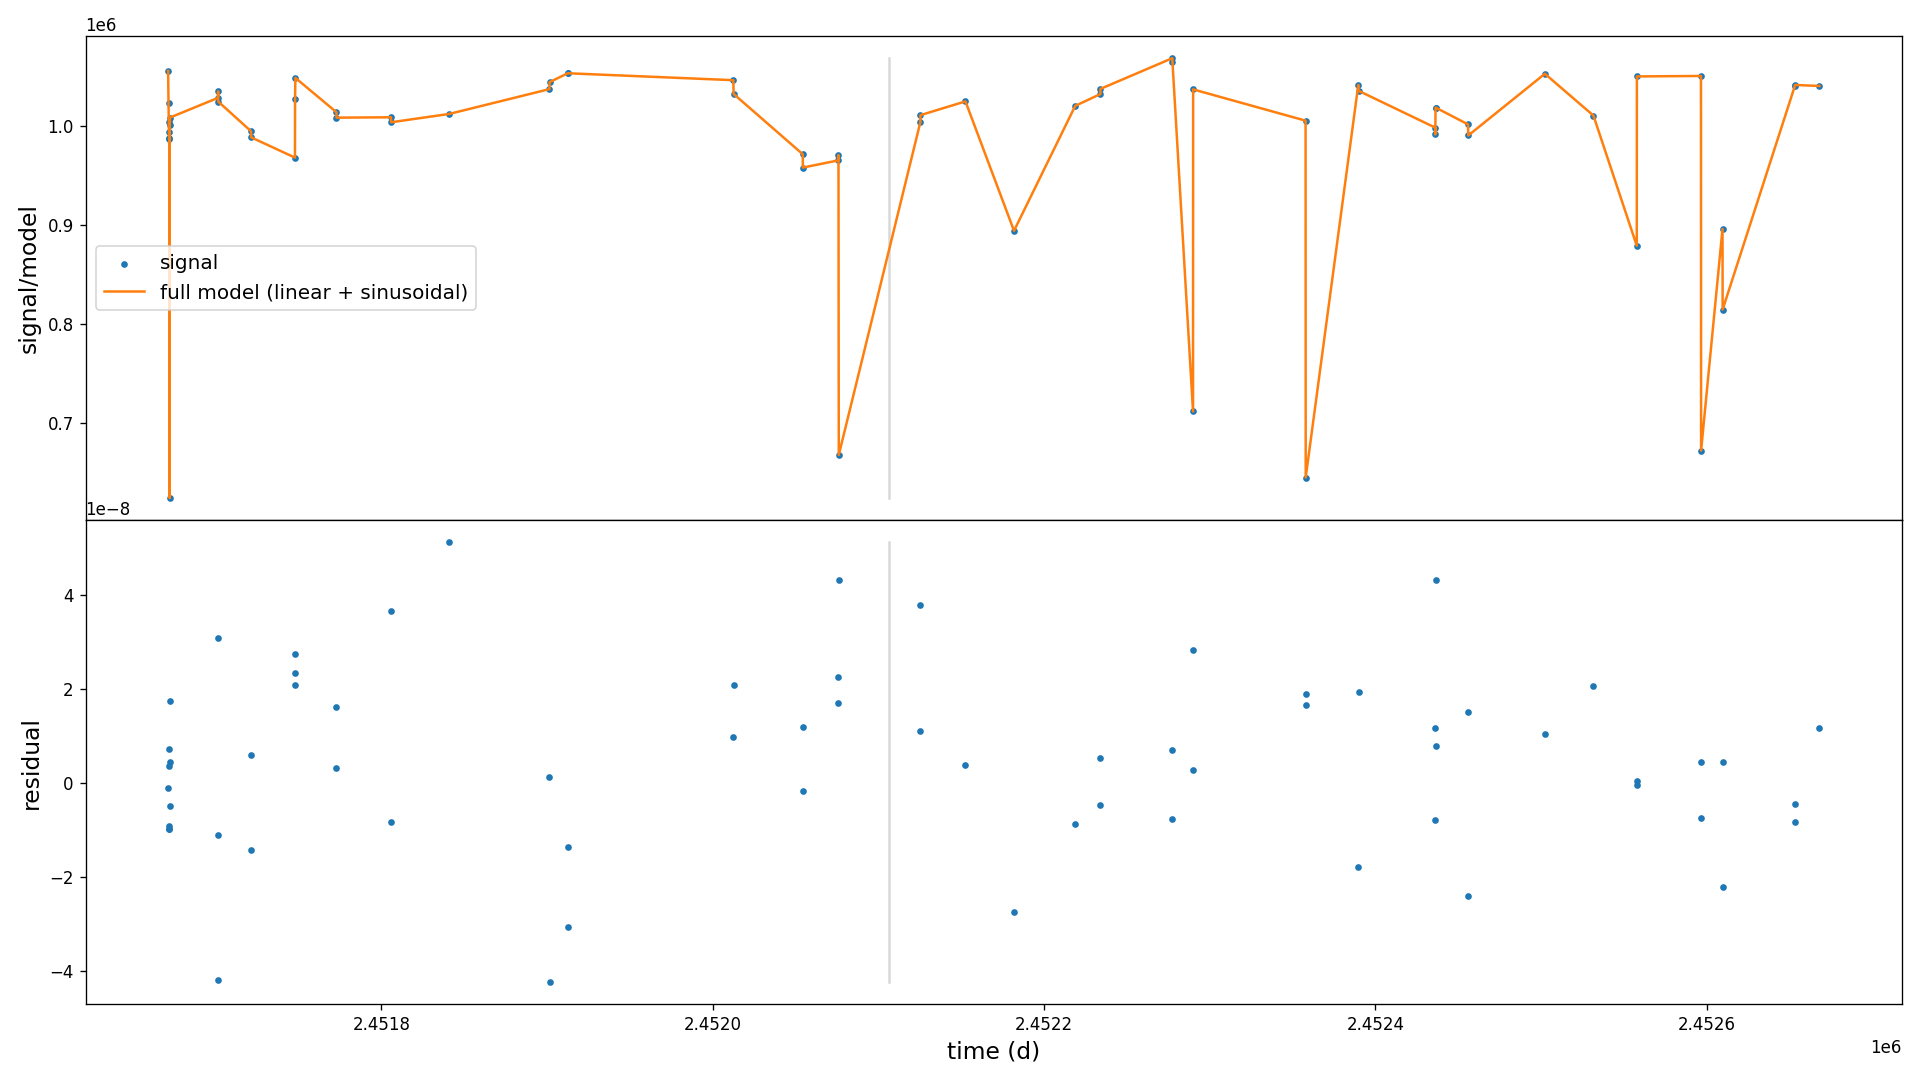 1e6
1.0
0.9
0.8
0.7
signal/model
signal
full model (linear + sinusoidal)
1e−8
4
2
0
−2
−4
residual
2.4518
2.4520
2.4522
2.4524
2.4526
time (d)
1e6